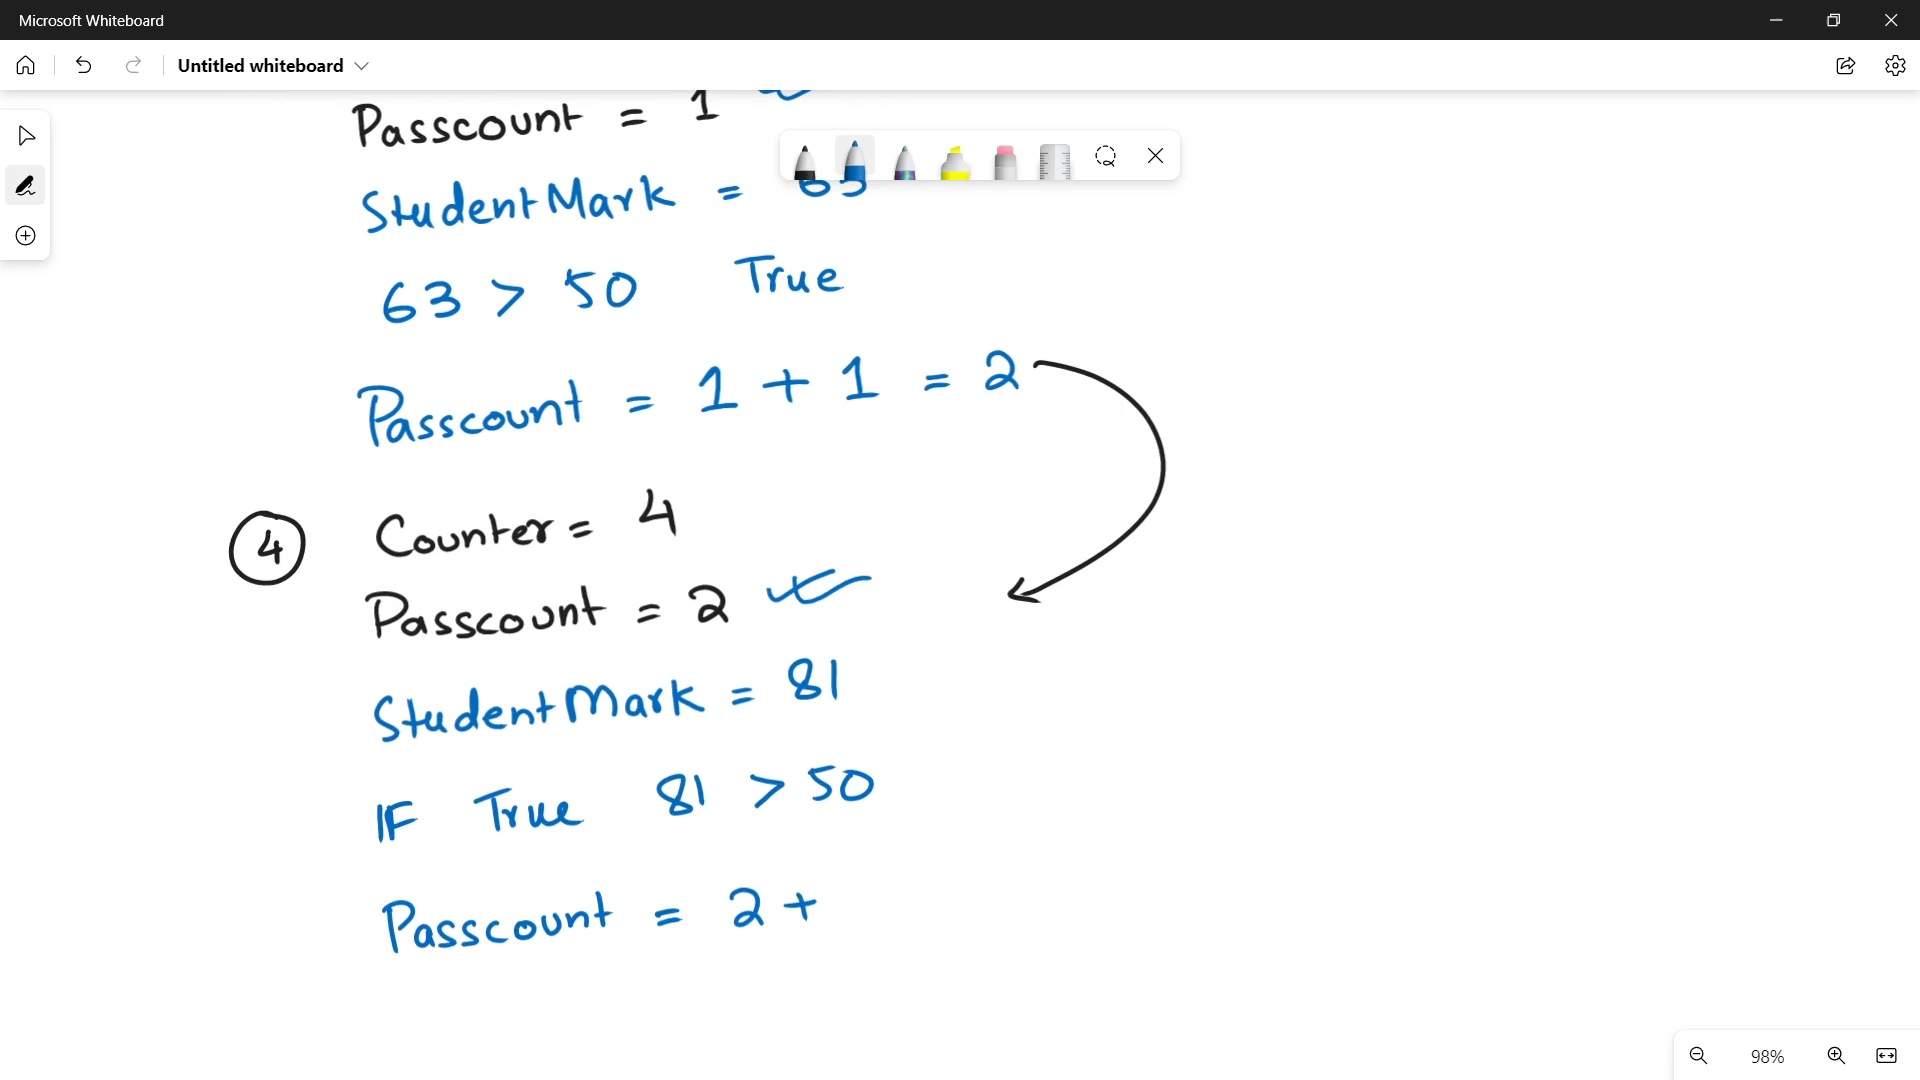 Microsoft Whiteboard
Untitled whiteboard
Passcount = 1
StudentMark = 63
63 > 50 True
Passcount = 1 + 1 = 2
4 Counter = 4
Passcount = 2
StudentMark = 81
IF True 81 > 50
Passcount = 2 +
98%